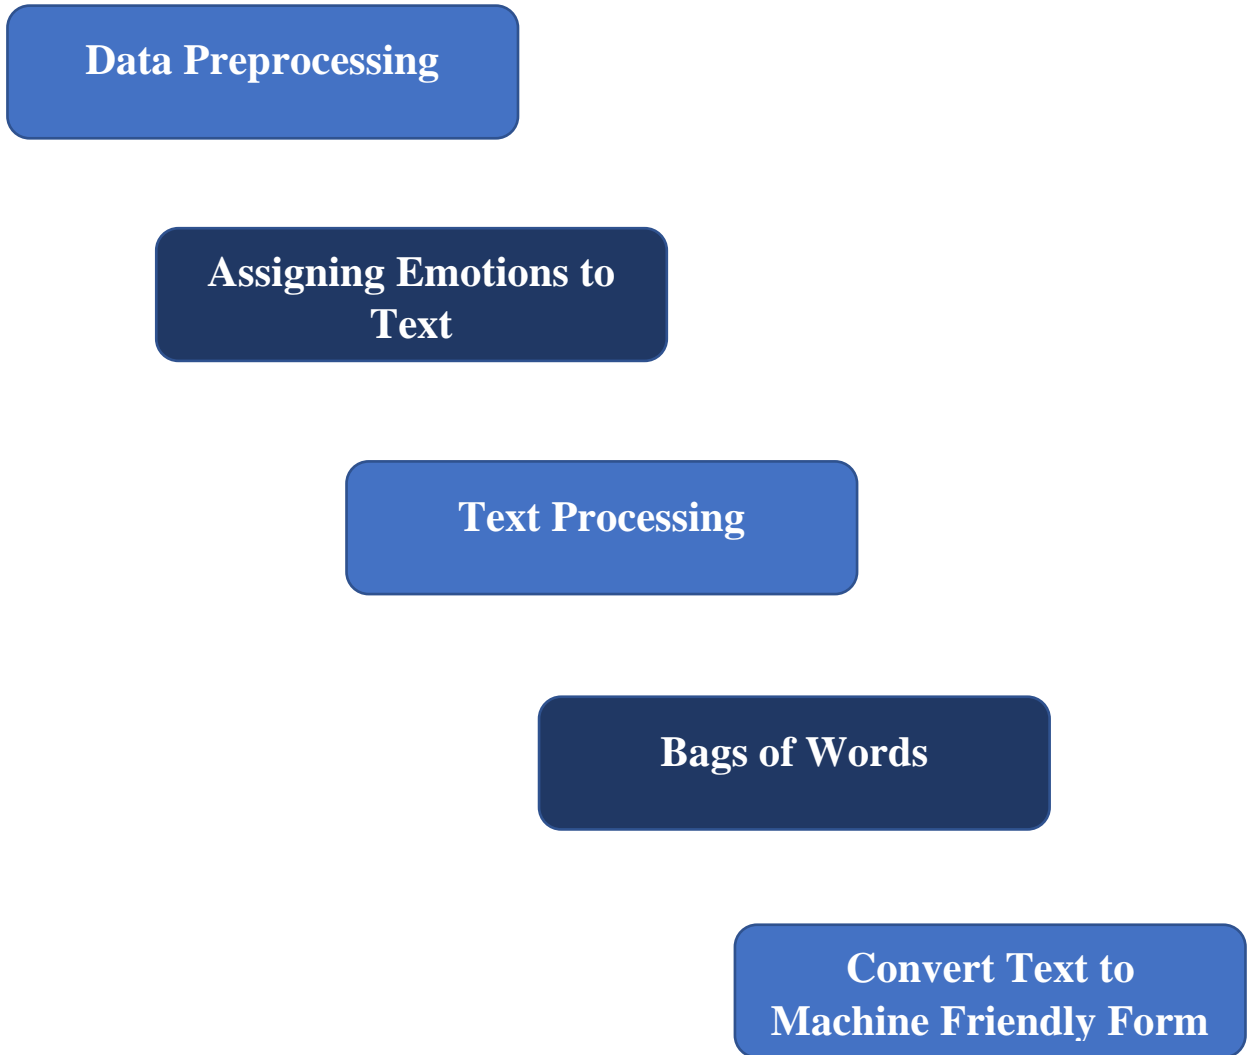 Data Preprocessing
Assigning Emotions to
Text
Text Processing
Bags of Words
Convert Text to
Machine Friendly Form